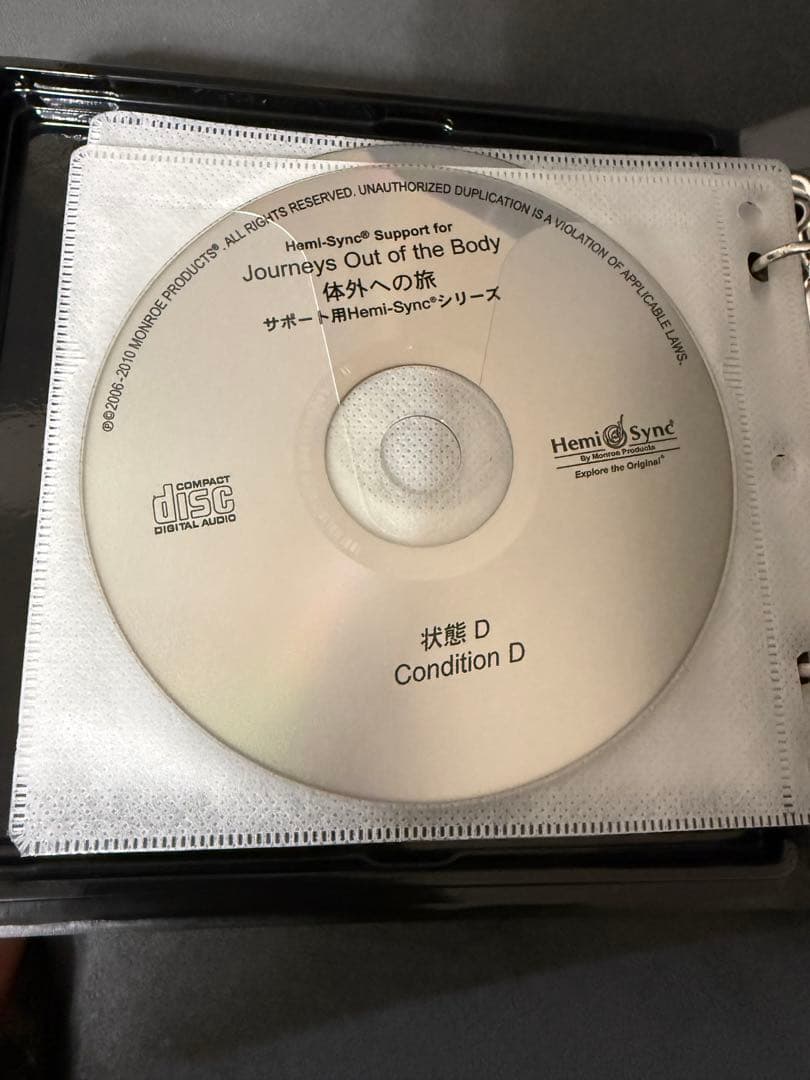 ℗©2006-2010 MONROE PRODUCTS®. ALL RIGHTS RESERVED. UNAUTHORIZED DUPLICATION IS A VIOLATION OF APPLICABLE LAWS.
Hemi-Sync® Support for
Journeys Out of the Body
体外への旅
サポート用Hemi-Sync®シリーズ
Hemi Sync®
By Monroe Products
Explore the Original®
COMPACT
disc
DIGITAL AUDIO
状態 D
Condition D